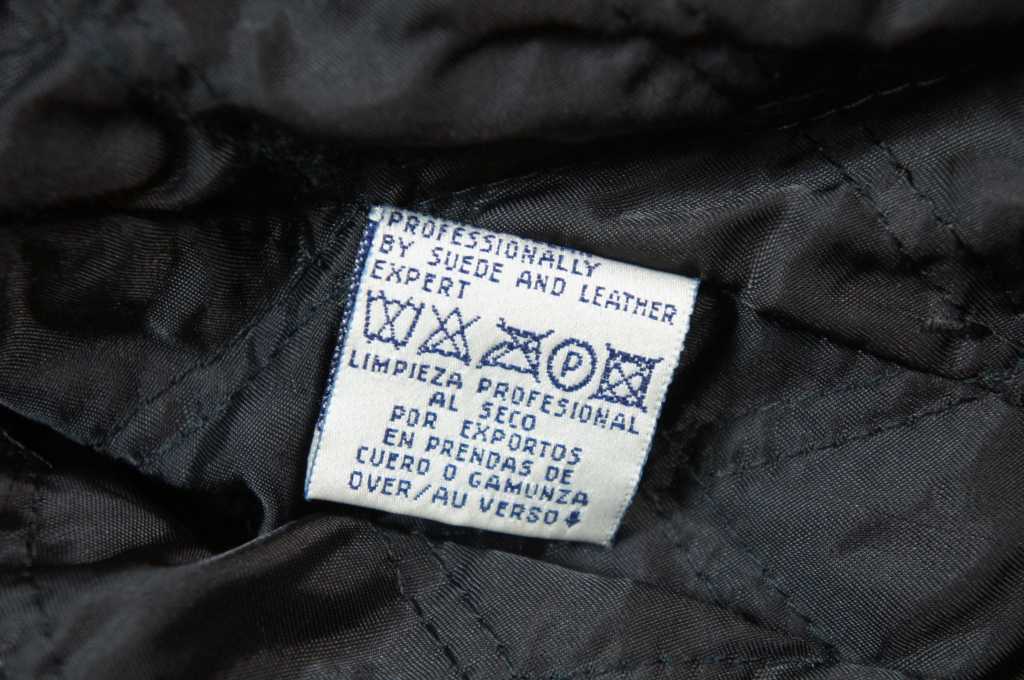 PROFESSIONALLY
BY SUEDE AND LEATHER
EXPERT
P
LIMPIEZA PROFESIONAL
AL SECO
POR EXPORTOS
EN PRENDAS DE
CUERO O GAMUNZA
OVER/AU VERSO